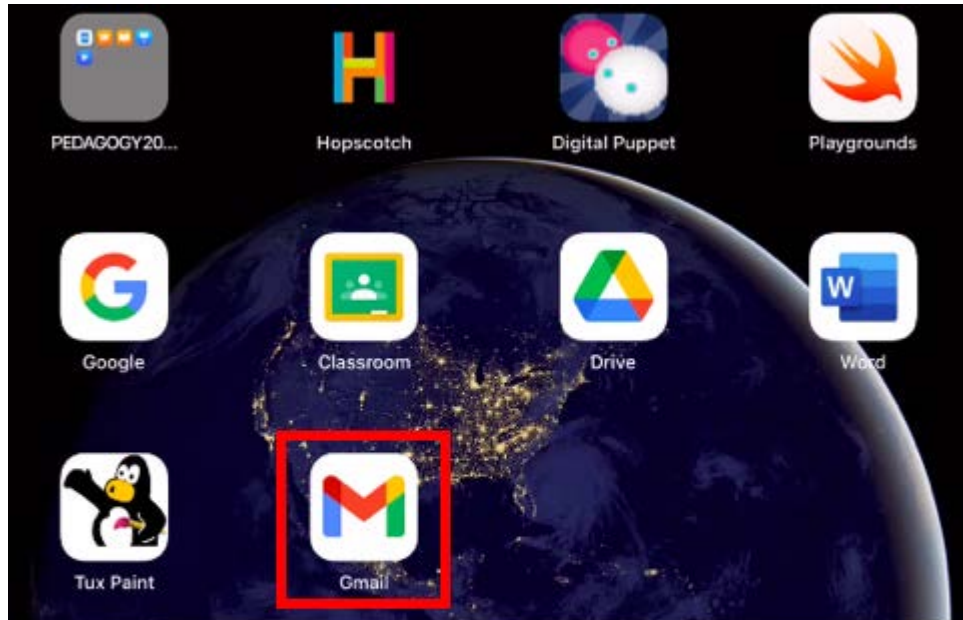 PEDAGOGY20...
Hopscotch
Digital Puppet
Playgrounds
Google
Classroom
Drive
W
Word
Tux Paint
Gmail